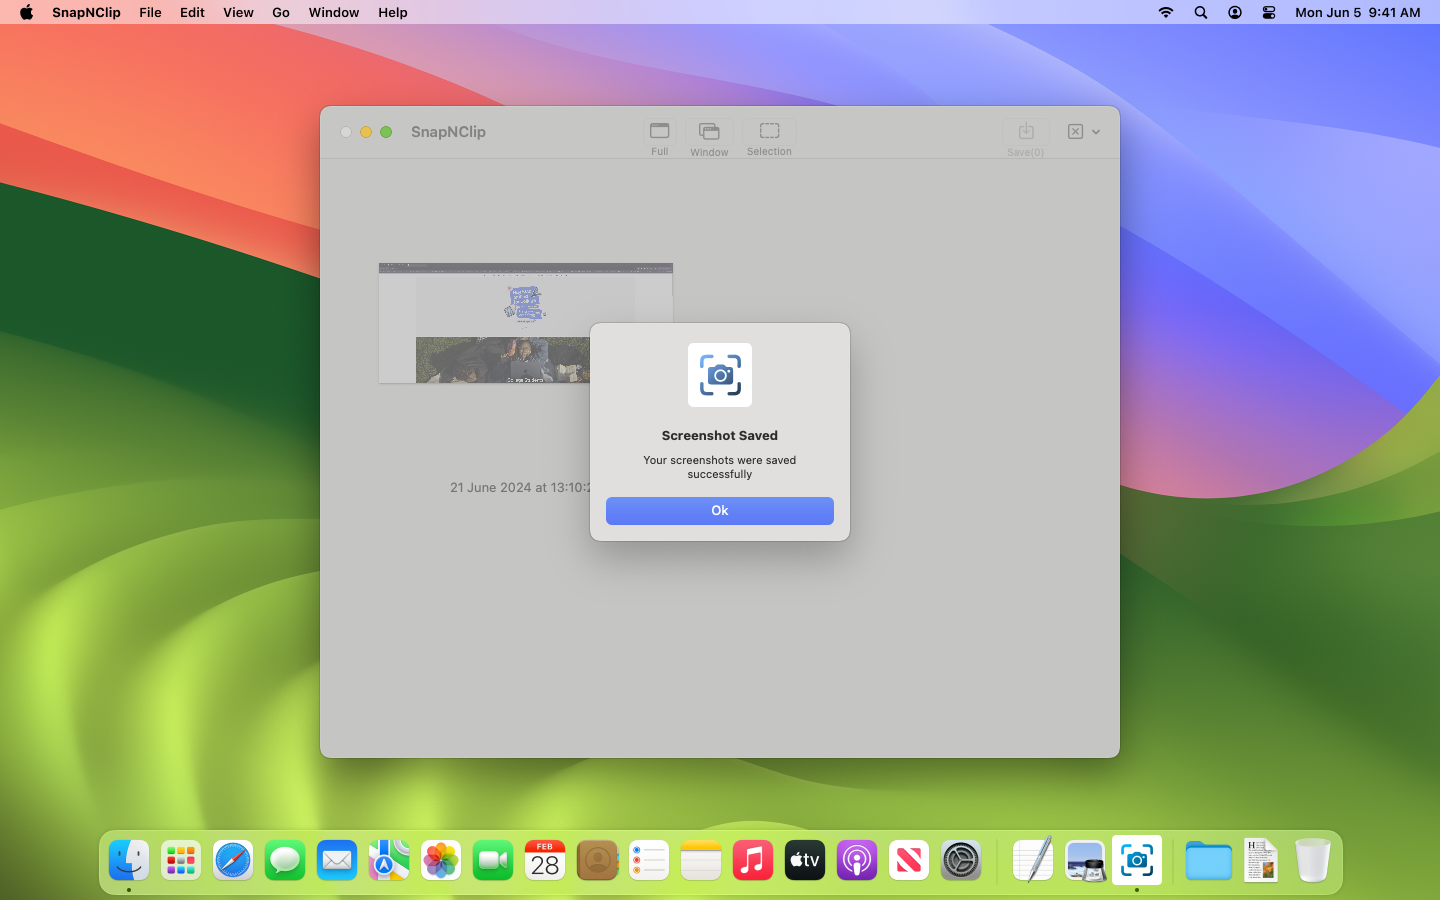 SnapNClip File Edit View Go Window Help Mon Jun 5 9:41 AM
SnapNClip
Full Window Selection Save(0)
Screenshot Saved
Your screenshots were saved
successfully
21 June 2024 at 13:10:2
Ok
FEB
28
tv